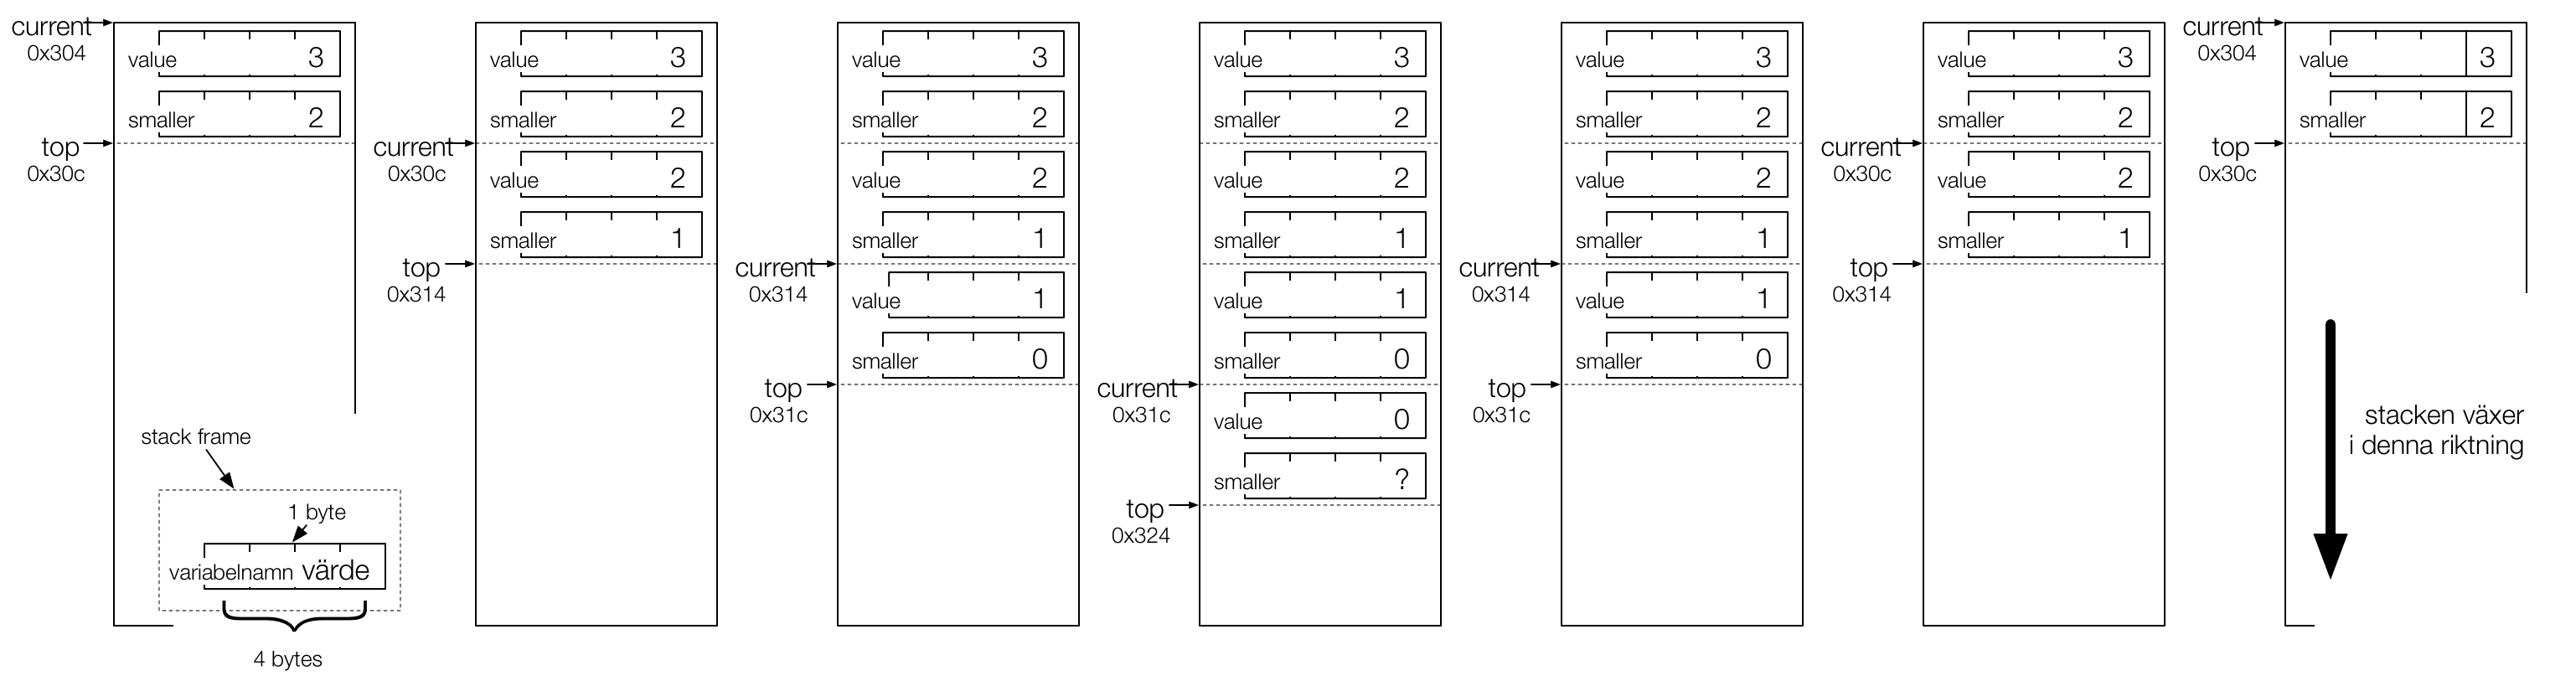 current
0x304
value 3
smaller 2
top
0x30c
stack frame
1 byte
variabelnamn värde
4 bytes
value 3
smaller 2
current
0x30c
value 2
smaller 1
top
0x314
value 3
smaller 2
value 2
smaller 1
current
0x314
value 1
smaller 0
top
0x31c
value 3
smaller 2
value 2
smaller 1
value 1
smaller 0
current
0x31c
value 0
smaller ?
top
0x324
value 3
smaller 2
value 2
smaller 1
current
0x314
value 1
smaller 0
top
0x31c
value 3
smaller 2
current
0x30c
value 2
smaller 1
top
0x314
current
0x304
value 3
smaller 2
top
0x30c
stacken växer
i denna riktning